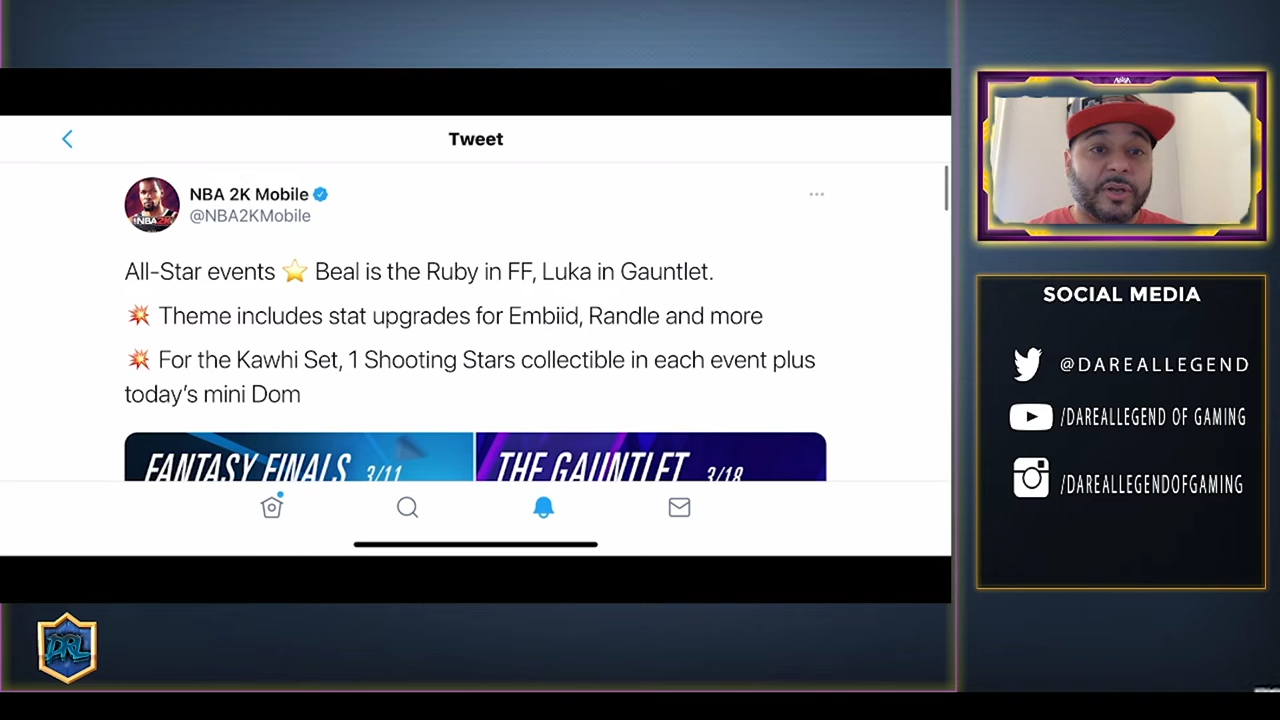 Tweet
NBA 2K Mobile
@NBA2KMobile
All-Star events ⭐ Beal is the Ruby in FF, Luka in Gauntlet.
💥 Theme includes stat upgrades for Embiid, Randle and more
💥 For the Kawhi Set, 1 Shooting Stars collectible in each event plus
today's mini Dom
FANTASY FINALS 3/11
THE GAUNTLET 3/18
SOCIAL MEDIA
@DAREALLEGEND
/DAREALLEGEND OF GAMING
/DAREALLEGENDOFGAMING
DRL